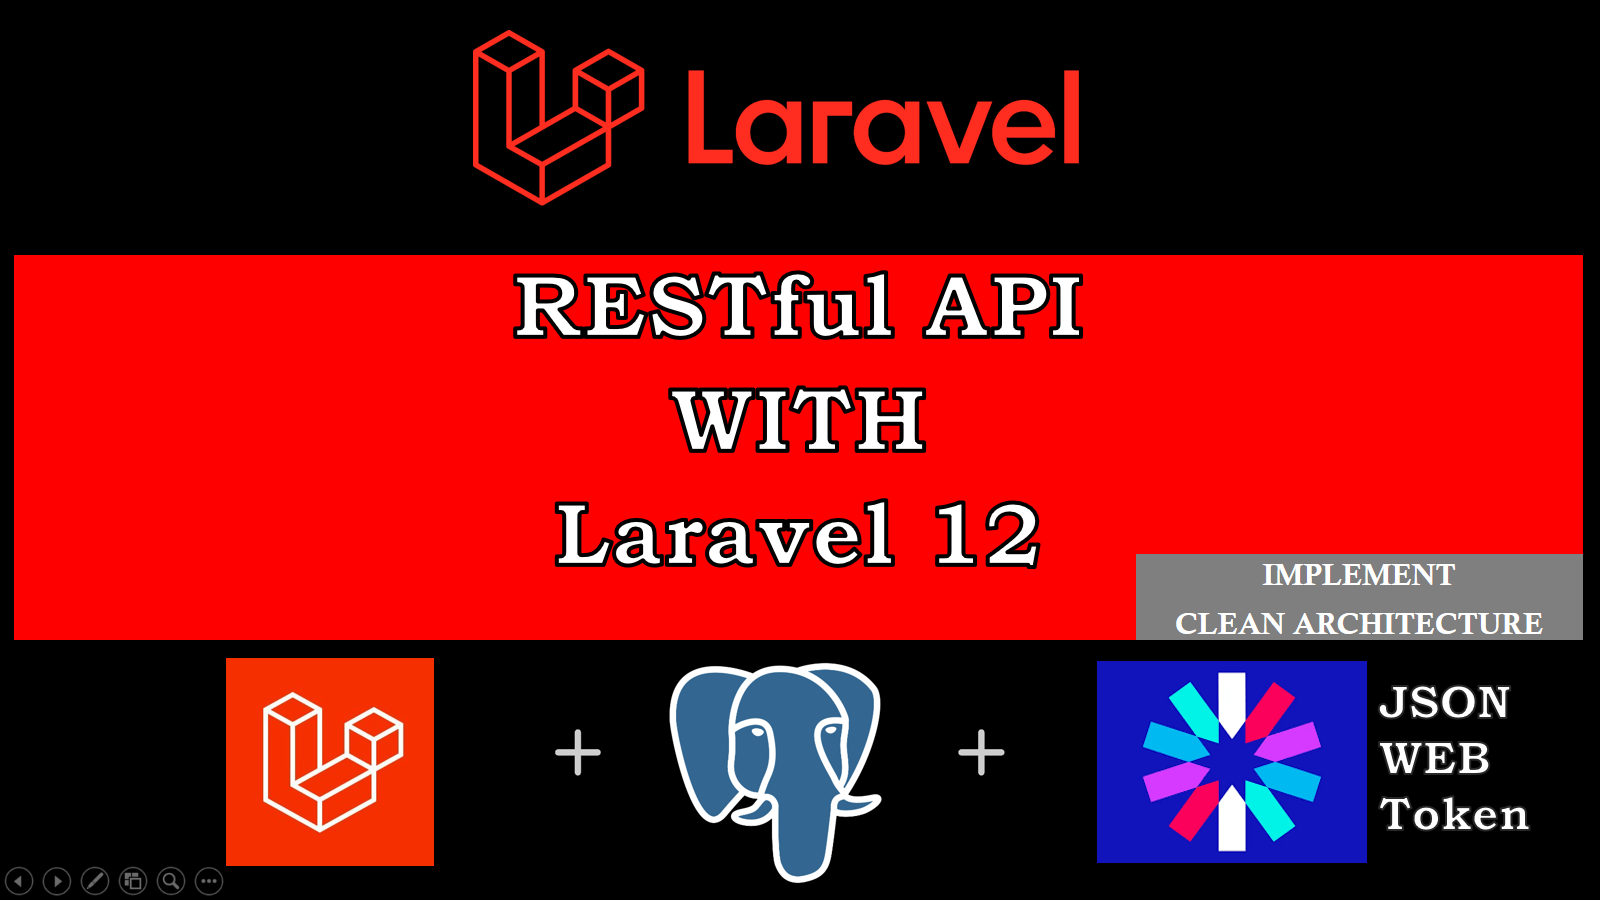 Laravel
RESTful API
WITH
Laravel 12
IMPLEMENT
CLEAN ARCHITECTURE
JSON
WEB
Token